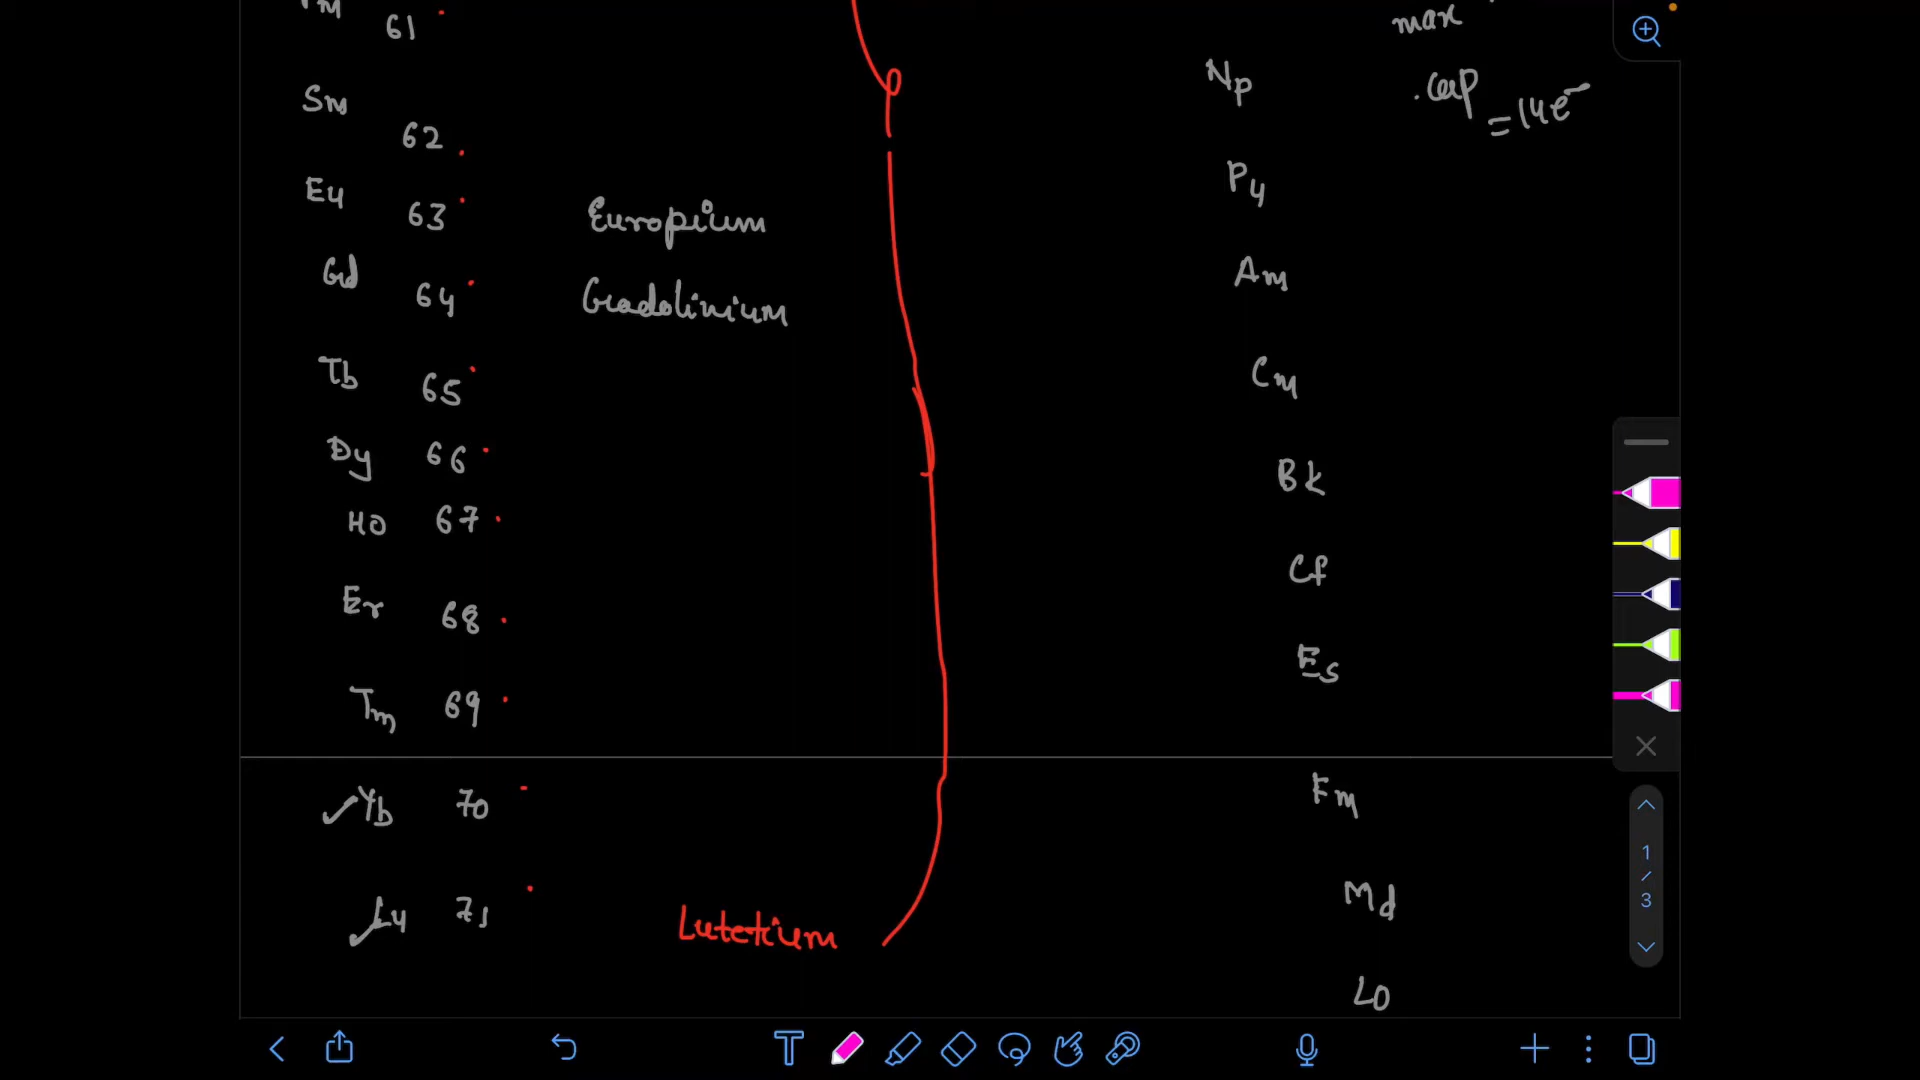 Pm 61
max
Np
.cap
=14e⁻
Sm
62
Pu
Eu 63 Europium
Am
Gd 64 Gadolinium
Tb 65
Cm
Dy 66
Bk
Ho 67
Cf
Er 68
Es
Tm 69
Yb 70
Fm
Lu 71 Lutetium
Md
Lo
1
/
3